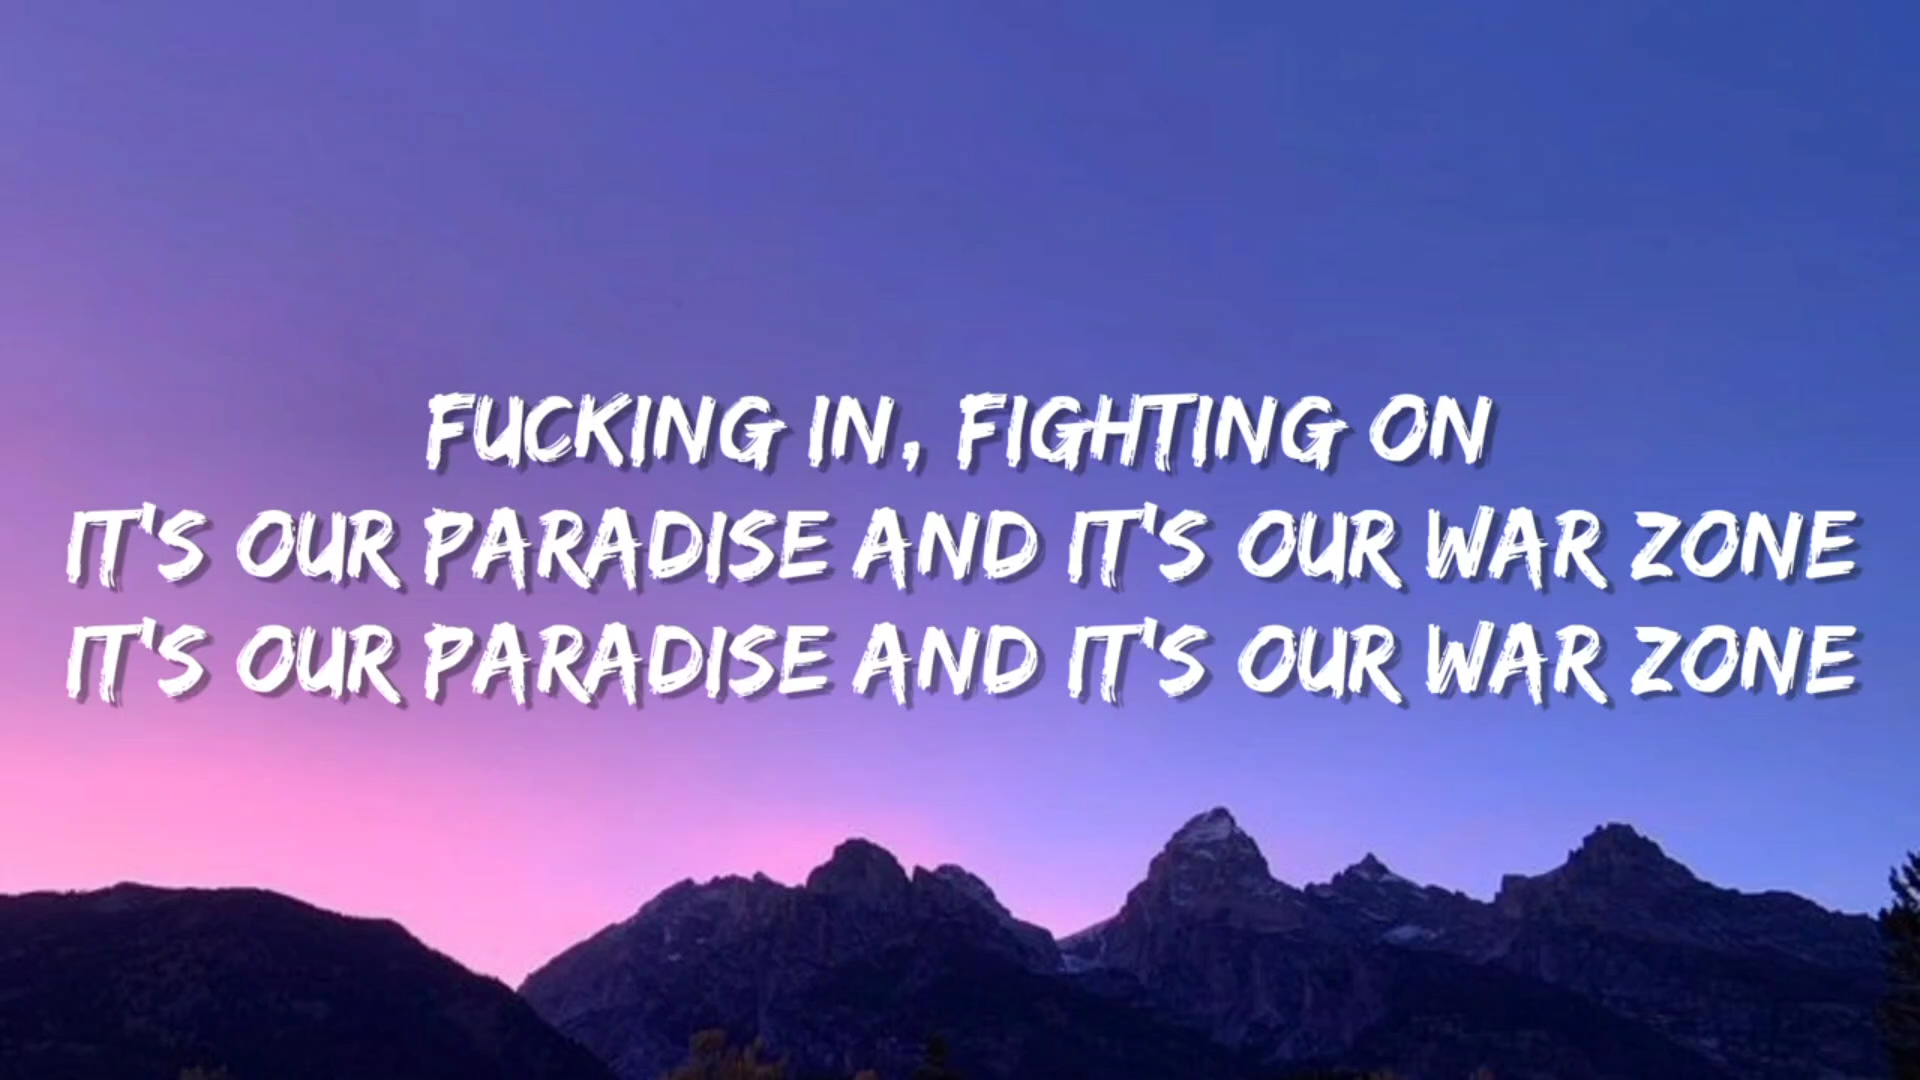 FUCKING IN, FIGHTING ON
IT'S OUR PARADISE AND IT'S OUR WAR ZONE
IT'S OUR PARADISE AND IT'S OUR WAR ZONE